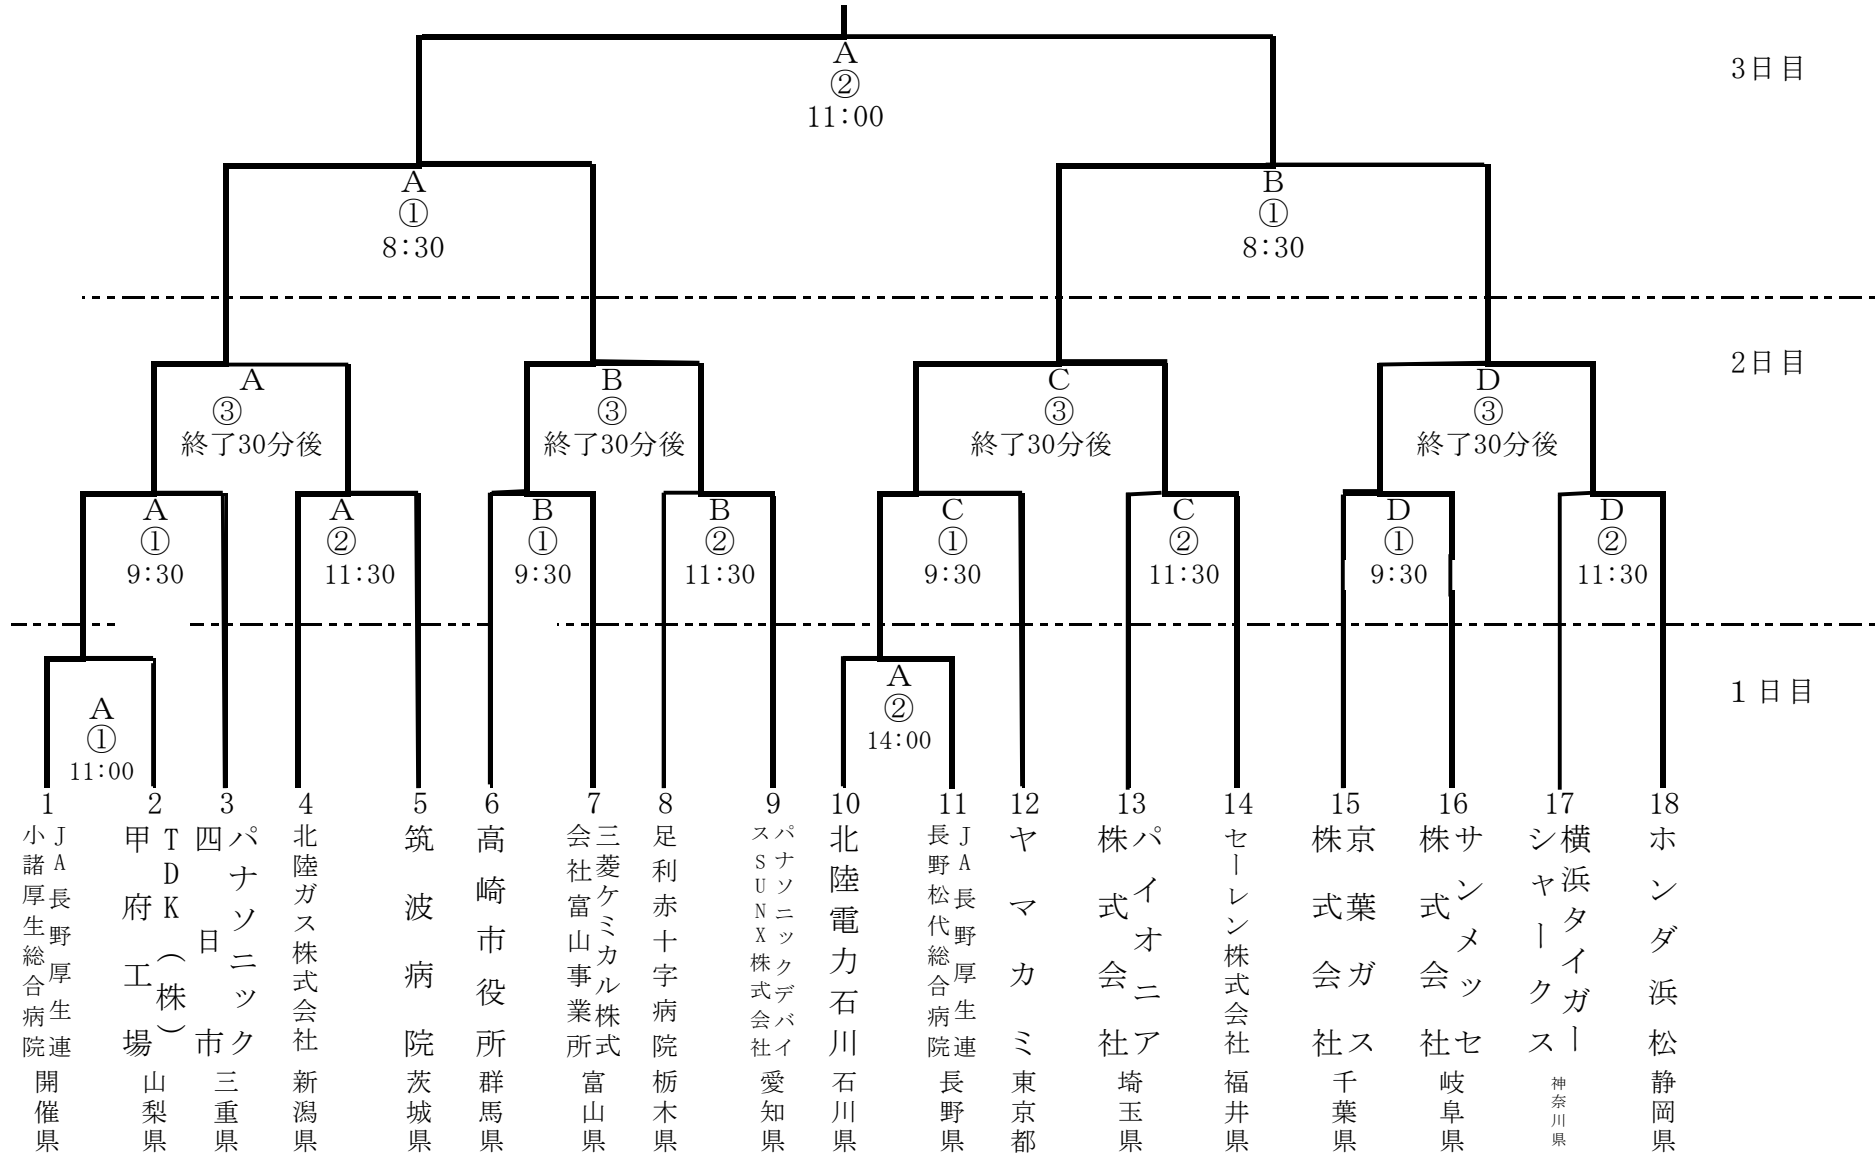 A
②
11:00
3日目
A
①
8:30
B
①
8:30
2日目
A
③
終了30分後
B
③
終了30分後
C
③
終了30分後
D
③
終了30分後
A
①
9:30
A
②
11:30
B
①
9:30
B
②
11:30
C
①
9:30
C
②
11:30
D
①
9:30
D
②
11:30
1日目
A
①
11:00
A
②
14:00
1
JA長野厚生連
小諸厚生総合病院
開催県
2
TDK(株)
甲府工場
山梨県
3
パナソニック
四日市
三重県
4
北陸ガス株式会社
新潟県
5
筑波病院
茨城県
6
高崎市役所
群馬県
7
三菱ケミカル株式
会社富山事業所
富山県
8
足利赤十字病院
栃木県
9
パナソニックデバイ
スSUNX株式会社
愛知県
10
北陸電力石川
石川県
11
JA長野厚生連
長野松代総合病院
長野県
12
ヤマカミ
東京都
13
パイオニア
株式会社
埼玉県
14
セーレン株式会社
福井県
15
京葉ガス
株式会社
千葉県
16
サンメッセ
株式会社
岐阜県
17
横浜タイガー
シャークス
神奈川県
18
ホンダ浜松
静岡県